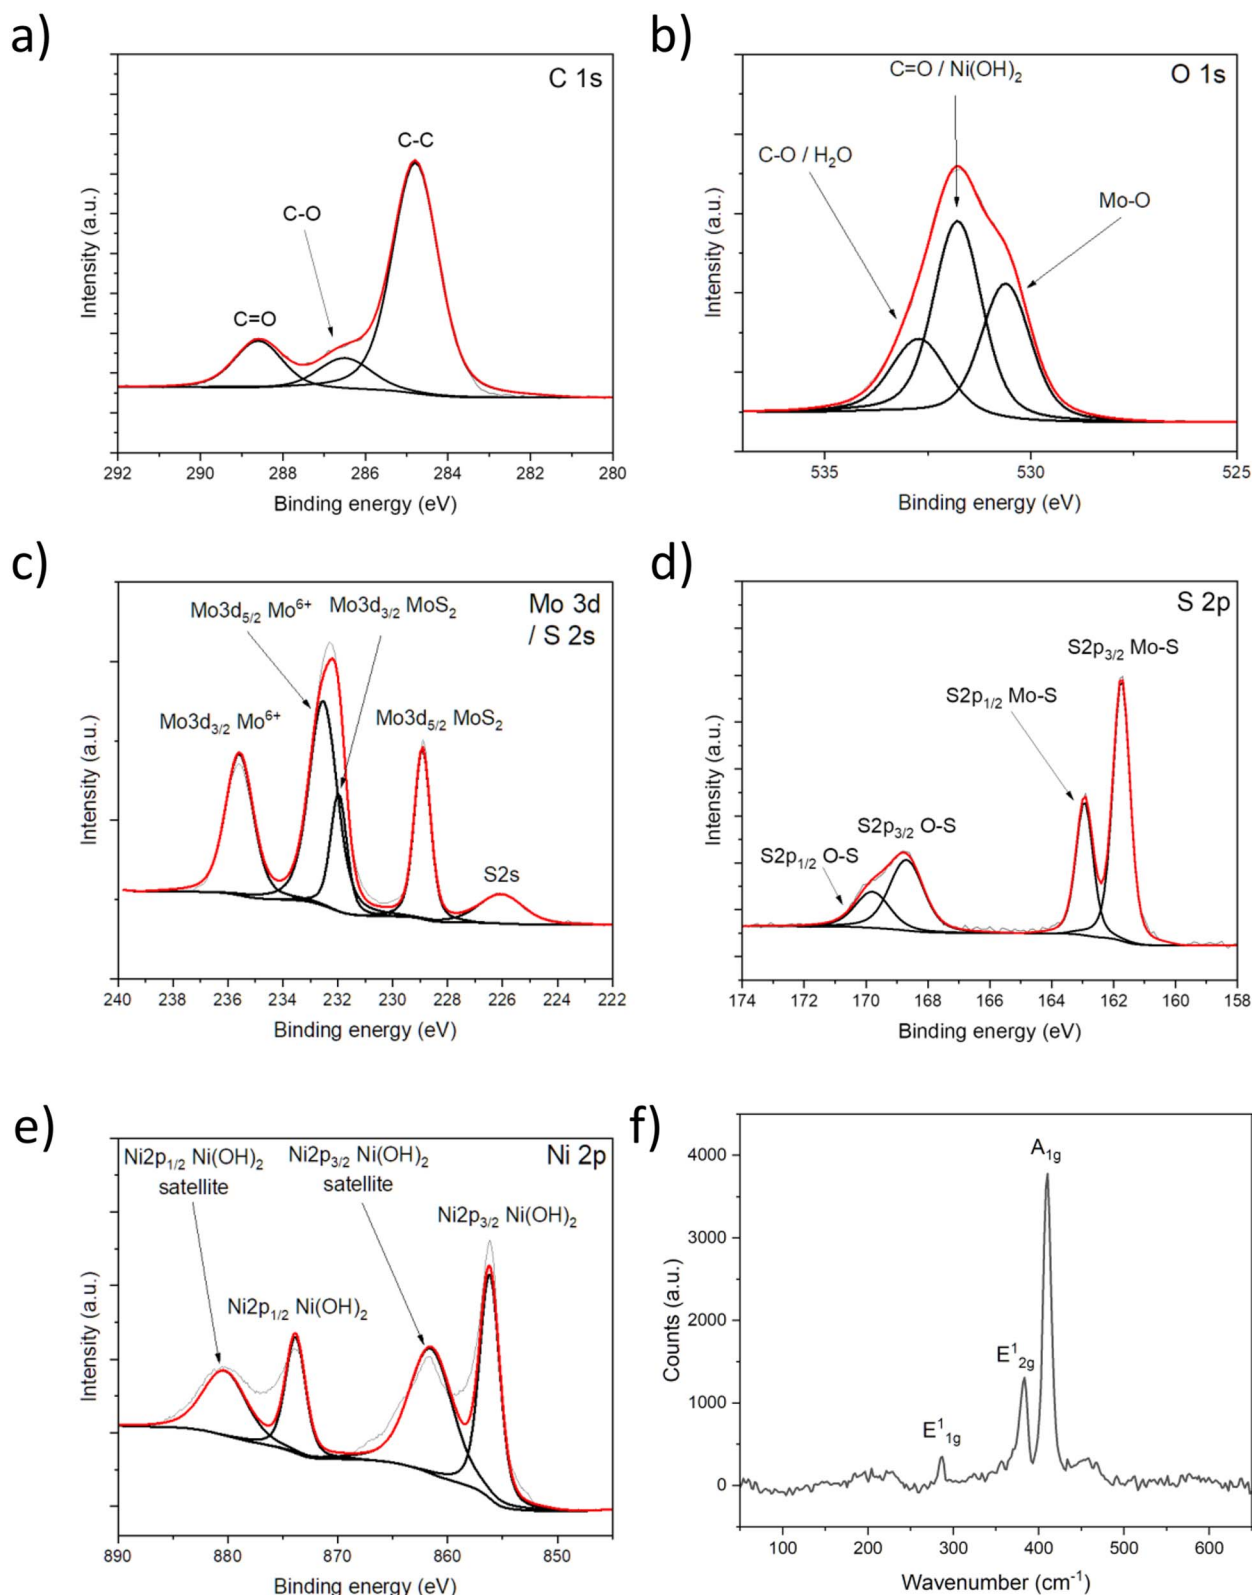 a)
C 1s
C-C
C-O
C=O
Intensity (a.u.)
292 290 288 286 284 282 280
Binding energy (eV)
b)
O 1s
C=O / Ni(OH)₂
C-O / H₂O
Mo-O
Intensity (a.u.)
535 530 525
Binding energy (eV)
c)
Mo 3d
/ S 2s
Mo3d₅/₂ Mo⁶⁺
Mo3d₃/₂ MoS₂
Mo3d₃/₂ Mo⁶⁺
Mo3d₅/₂ MoS₂
S2s
Intensity (a.u.)
240 238 236 234 232 230 229 228 226 224 222
Binding energy (eV)
d)
S 2p
S2p₃/₂ Mo-S
S2p₁/₂ Mo-S
S2p₃/₂ O-S
S2p₁/₂ O-S
Intensity (a.u.)
174 172 170 168 166 164 162 160 158
Binding energy (eV)
e)
Ni 2p
Ni2p₁/₂ Ni(OH)₂
satellite
Ni2p₃/₂ Ni(OH)₂
satellite
Ni2p₃/₂ Ni(OH)₂
Ni2p₁/₂ Ni(OH)₂
Intensity (a.u.)
890 880 870 860 850
Binding energy (eV)
f)
A₁g
E¹₂g
E¹₁g
Counts (a.u.)
4000
3000
2000
1000
0
100 200 300 400 500 600
Wavenumber (cm⁻¹)